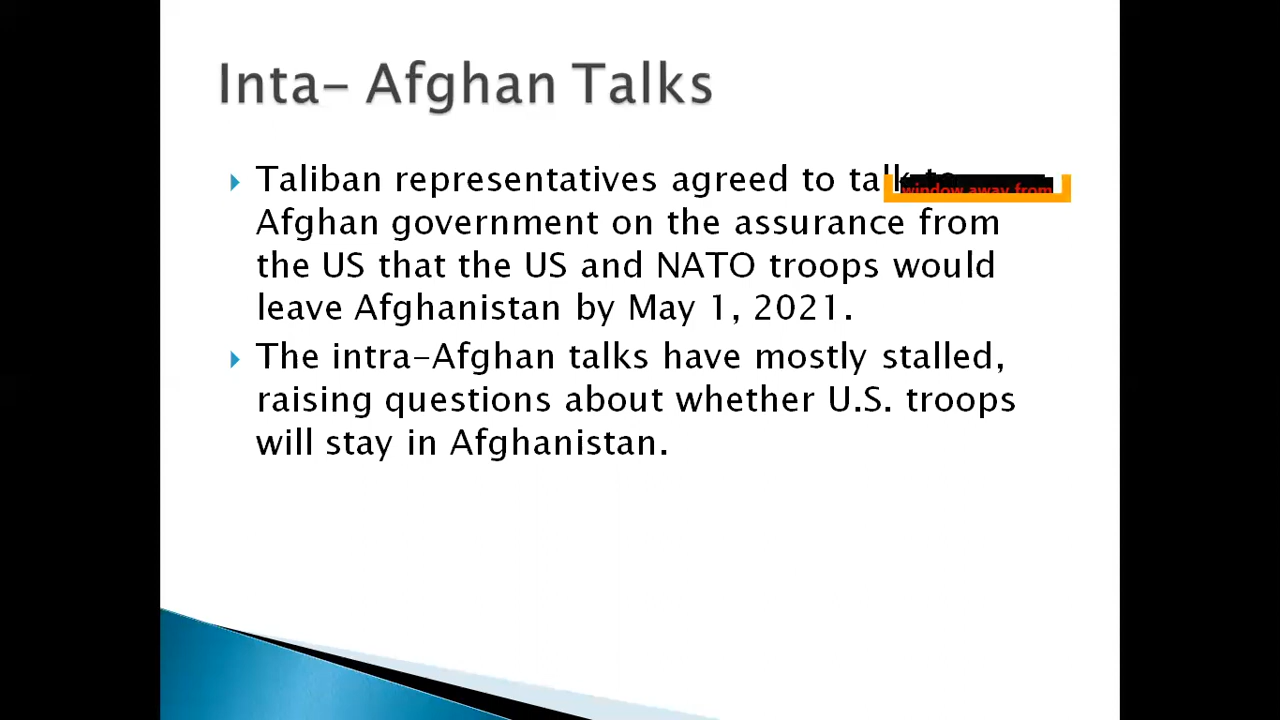 Inta- Afghan Talks
Taliban representatives agreed to talk to
window away from
Afghan government on the assurance from
the US that the US and NATO troops would
leave Afghanistan by May 1, 2021.
The intra-Afghan talks have mostly stalled,
raising questions about whether U.S. troops
will stay in Afghanistan.